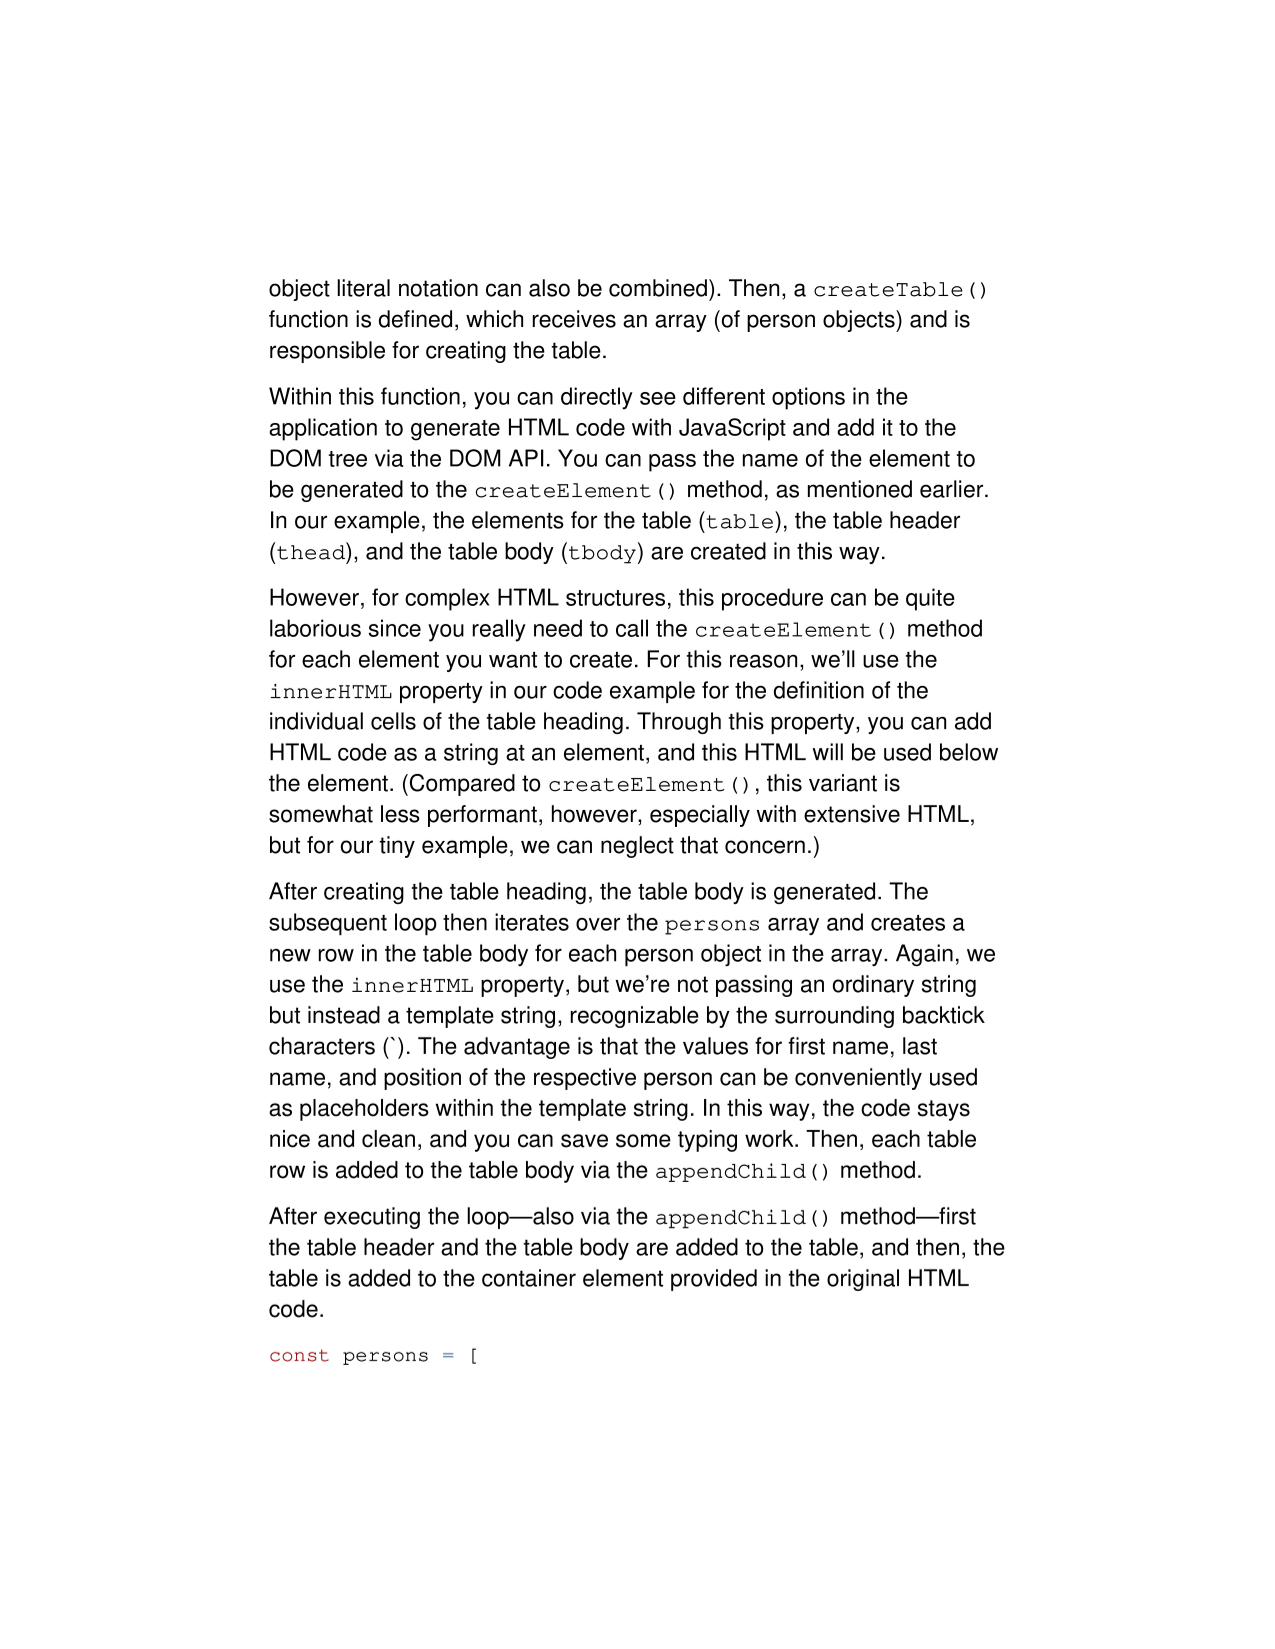 object literal notation can also be combined). Then, a createTable()
function is defined, which receives an array (of person objects) and is
responsible for creating the table.
Within this function, you can directly see different options in the
application to generate HTML code with JavaScript and add it to the
DOM tree via the DOM API. You can pass the name of the element to
be generated to the createElement() method, as mentioned earlier.
In our example, the elements for the table (table), the table header
(thead), and the table body (tbody) are created in this way.
However, for complex HTML structures, this procedure can be quite
laborious since you really need to call the createElement() method
for each element you want to create. For this reason, we’ll use the
innerHTML property in our code example for the definition of the
individual cells of the table heading. Through this property, you can add
HTML code as a string at an element, and this HTML will be used below
the element. (Compared to createElement(), this variant is
somewhat less performant, however, especially with extensive HTML,
but for our tiny example, we can neglect that concern.)
After creating the table heading, the table body is generated. The
subsequent loop then iterates over the persons array and creates a
new row in the table body for each person object in the array. Again, we
use the innerHTML property, but we’re not passing an ordinary string
but instead a template string, recognizable by the surrounding backtick
characters (`). The advantage is that the values for first name, last
name, and position of the respective person can be conveniently used
as placeholders within the template string. In this way, the code stays
nice and clean, and you can save some typing work. Then, each table
row is added to the table body via the appendChild() method.
After executing the loop—also via the appendChild() method—first
the table header and the table body are added to the table, and then, the
table is added to the container element provided in the original HTML
code.
const persons = [